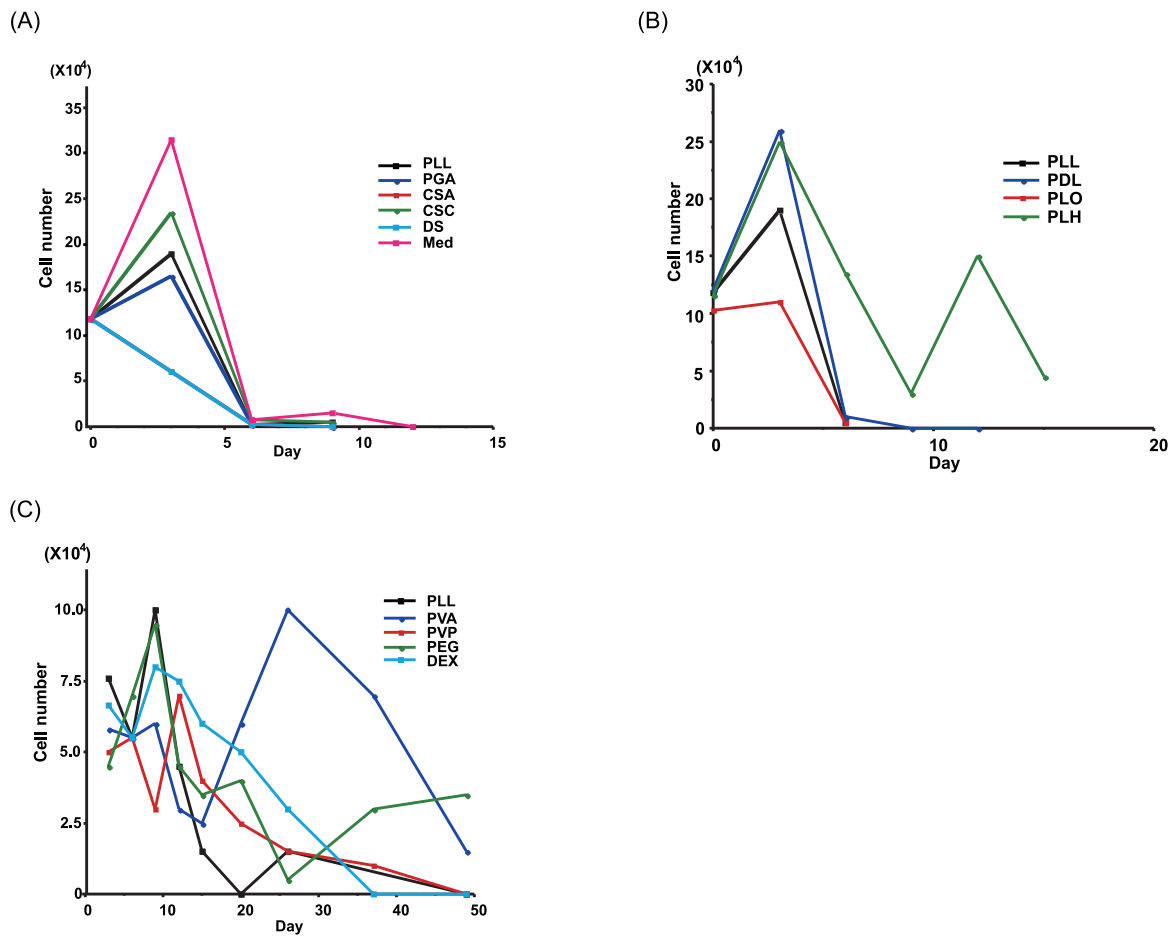 (A)
(X10⁴)
Cell number
35
30
25
20
15
10
5
0
0 5 10 15
Day
PLL
PGA
CSA
CSC
DS
Med
(B)
(X10⁴)
Cell number
30
25
20
15
10
5
0
0 10 20
Day
PLL
PDL
PLO
PLH
(C)
(X10⁴)
Cell number
10.0
7.5
5.0
2.5
0
0 10 20 30 40 50
Day
PLL
PVA
PVP
PEG
DEX